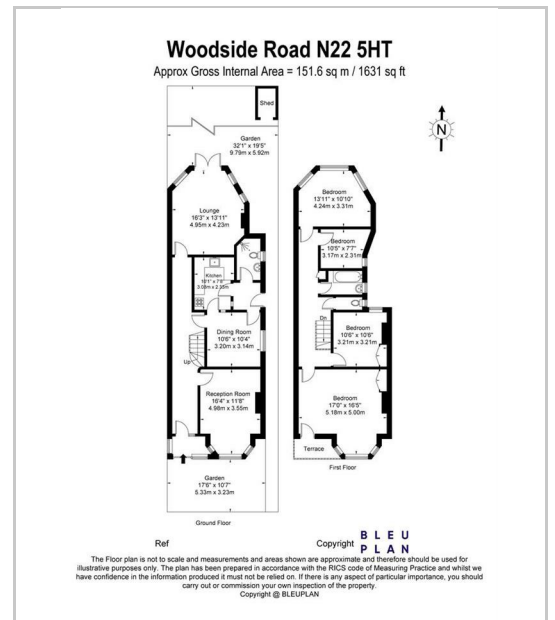 Woodside Road N22 5HT
Approx Gross Internal Area = 151.6 sq m / 1631 sq ft
Shed
Garden
32'1" x 19'5"
9.79m x 5.92m
N
Lounge
16'3" x 13'11"
4.95m x 4.23m
Kitchen
10'1" x 7'8"
Dining Room
10'6" x 10'4"
3.20m x 3.14m
Up
Reception Room
16'4" x 11'8"
4.98m x 3.55m
Garden
17'6" x 10'7"
5.33m x 3.23m
Ground Floor
Bedroom
13'11" x 10'10"
4.24m x 3.31m
Bedroom
10'5" x 7'7"
3.17m x 2.31m
Dn
Bedroom
10'6" x 10'6"
3.21m x 3.21m
Bedroom
17'0" x 16'5"
5.18m x 5.00m
Terrace
First Floor
Ref
Copyright
BLEU
PLAN
The Floor plan is not to scale and measurements and areas shown are approximate and therefore should be used for
illustrative purposes only. The plan has been prepared in accordance with the RICS code of Measuring Practice and whilst we
have confidence in the information produced it must not be relied on. If there is any aspect of particular importance, you should
carry out or commission your own inspection of the property.
Copyright @ BLEUPLAN